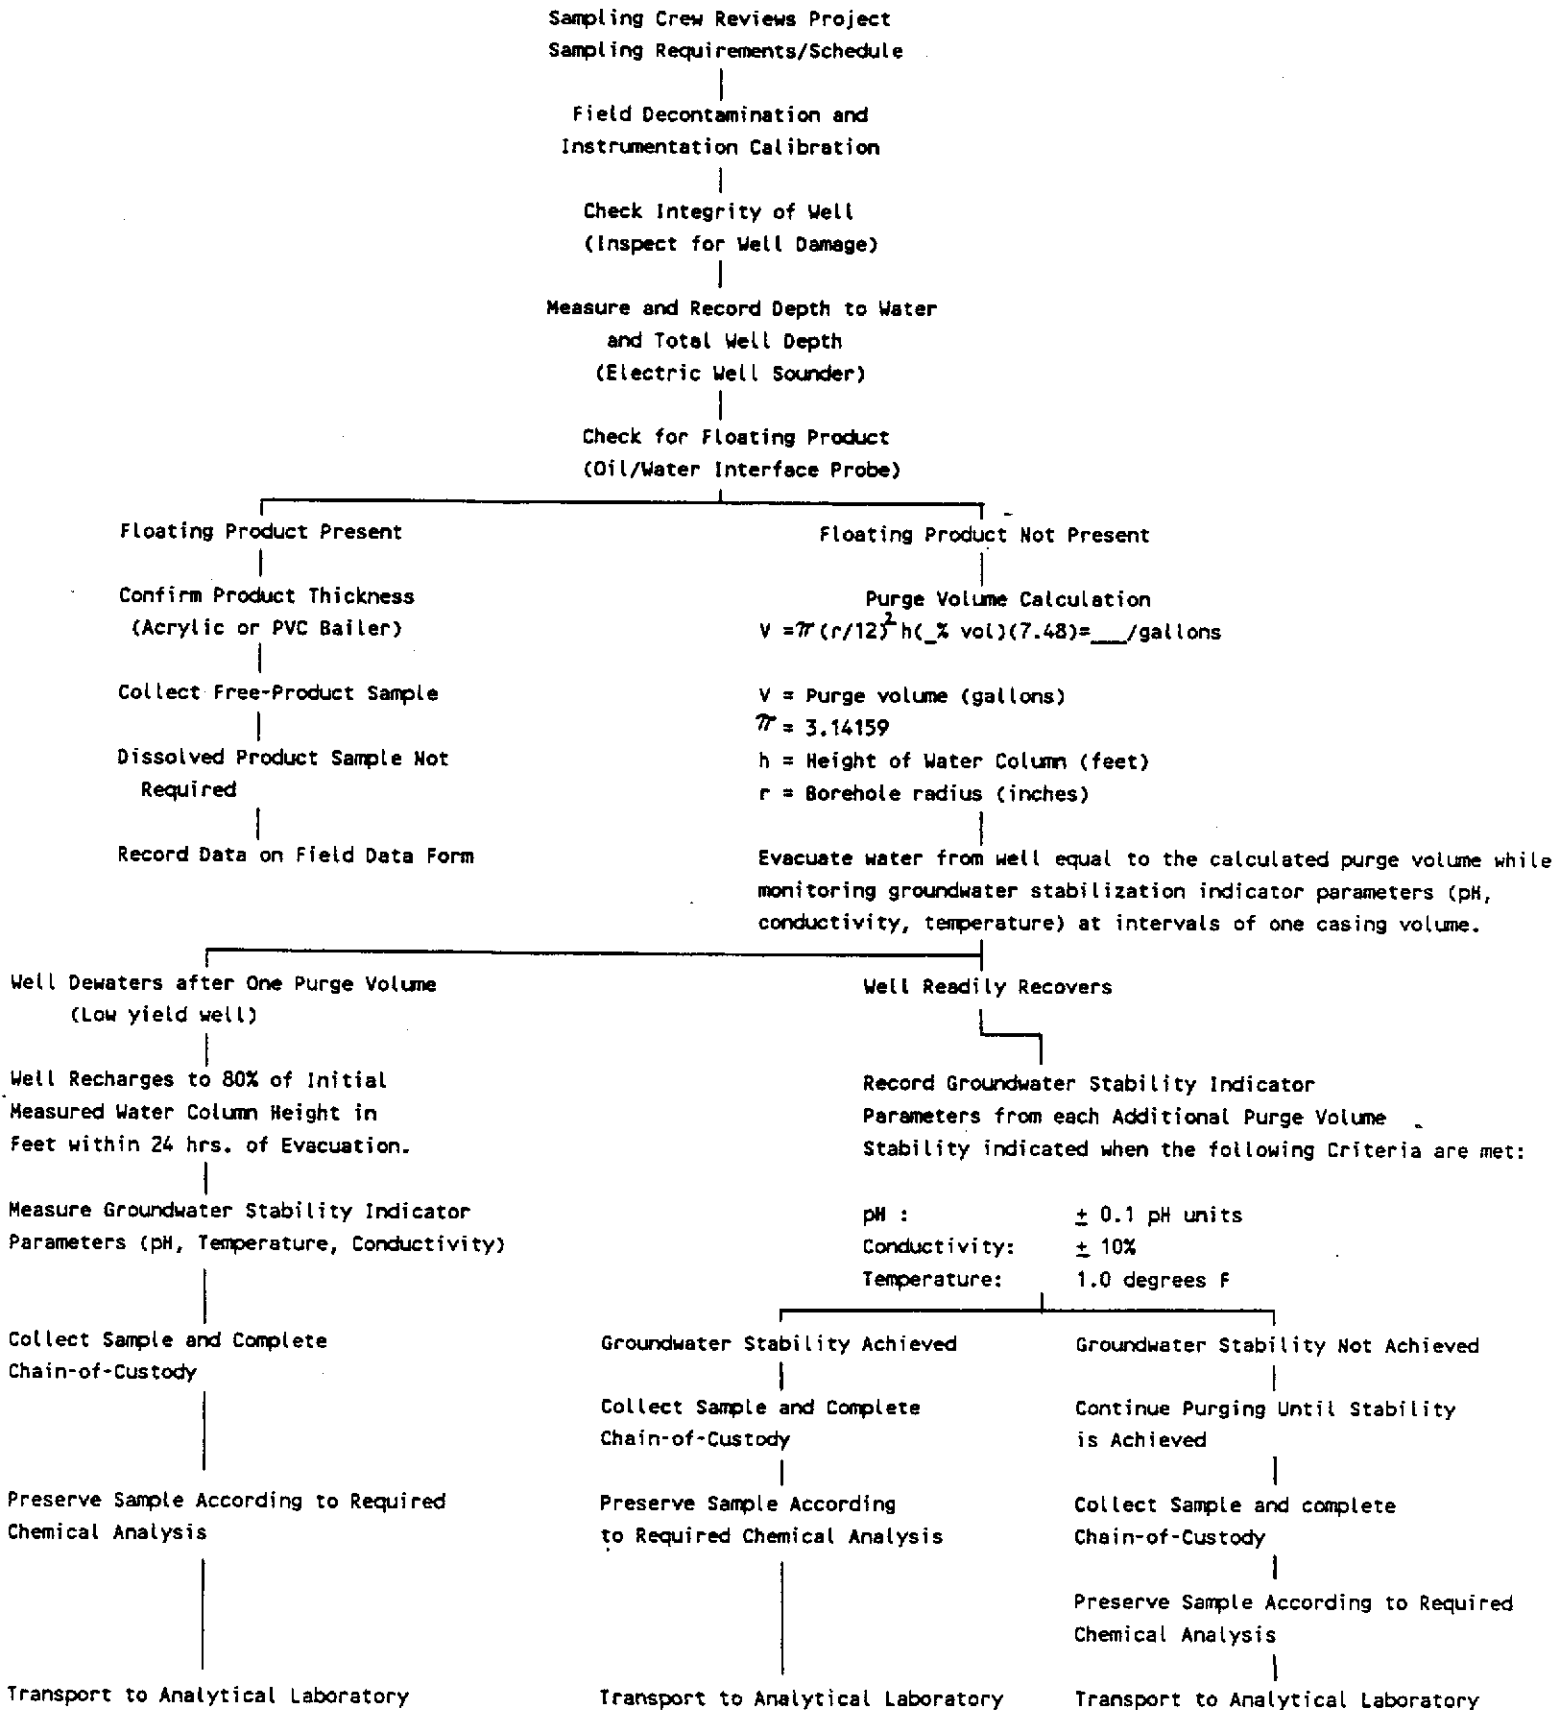 Sampling Crew Reviews Project
Sampling Requirements/Schedule
Field Decontamination and
Instrumentation Calibration
Check Integrity of Well
(Inspect for Well Damage)
Measure and Record Depth to Water
and Total Well Depth
(Electric Well Sounder)
Check for Floating Product
(Oil/Water Interface Probe)
Floating Product Present
Confirm Product Thickness
(Acrylic or PVC Bailer)
Collect Free-Product Sample
Dissolved Product Sample Not
Required
Record Data on Field Data Form
Floating Product Not Present
Purge Volume Calculation
V =π(r/12)²h(_% vol)(7.48)=___/gallons
V = Purge volume (gallons)
π = 3.14159
h = Height of Water Column (feet)
r = Borehole radius (inches)
Evacuate water from well equal to the calculated purge volume while
monitoring groundwater stabilization indicator parameters (pH,
conductivity, temperature) at intervals of one casing volume.
Well Dewaters after One Purge Volume
(Low yield well)
Well Recharges to 80% of Initial
Measured Water Column Height in
Feet within 24 hrs. of Evacuation.
Measure Groundwater Stability Indicator
Parameters (pH, Temperature, Conductivity)
Collect Sample and Complete
Chain-of-Custody
Preserve Sample According to Required
Chemical Analysis
Transport to Analytical Laboratory
Well Readily Recovers
Record Groundwater Stability Indicator
Parameters from each Additional Purge Volume
Stability indicated when the following Criteria are met:
pH : ± 0.1 pH units
Conductivity: ± 10%
Temperature: 1.0 degrees F
Groundwater Stability Achieved
Collect Sample and Complete
Chain-of-Custody
Preserve Sample According
to Required Chemical Analysis
Transport to Analytical Laboratory
Groundwater Stability Not Achieved
Continue Purging Until Stability
is Achieved
Collect Sample and complete
Chain-of-Custody
Preserve Sample According to Required
Chemical Analysis
Transport to Analytical Laboratory